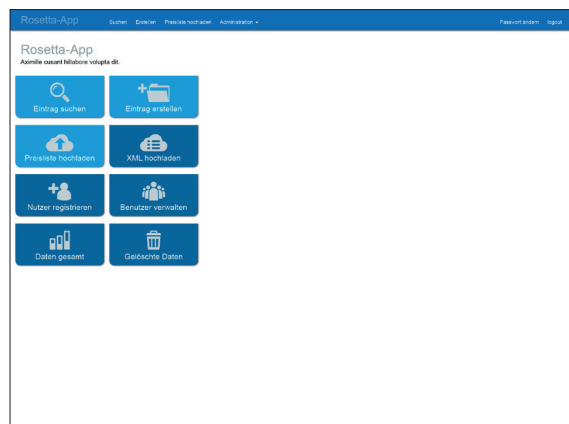 Rosetta-App Suchen Erstellen Preisliste hochladen Administration Passwort ändern logout
Rosetta-App
Aximille cusant hillabore volupta dit.
Eintrag suchen Eintrag erstellen
Preisliste hochladen XML hochladen
Nutzer registrieren Benutzer verwalten
Daten gesamt Gelöschte Daten